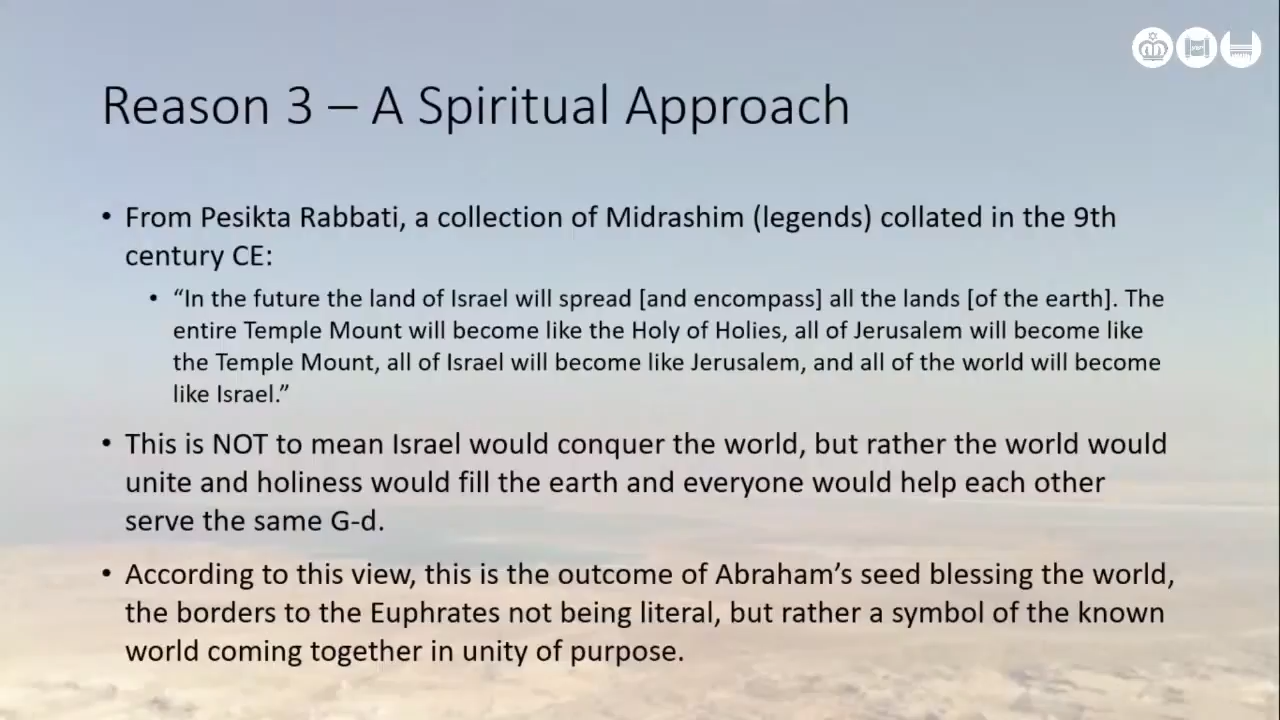 Reason 3 – A Spiritual Approach
• From Pesikta Rabbati, a collection of Midrashim (legends) collated in the 9th
century CE:
• “In the future the land of Israel will spread [and encompass] all the lands [of the earth]. The
entire Temple Mount will become like the Holy of Holies, all of Jerusalem will become like
the Temple Mount, all of Israel will become like Jerusalem, and all of the world will become
like Israel.”
• This is NOT to mean Israel would conquer the world, but rather the world would
unite and holiness would fill the earth and everyone would help each other
serve the same G-d.
• According to this view, this is the outcome of Abraham’s seed blessing the world,
the borders to the Euphrates not being literal, but rather a symbol of the known
world coming together in unity of purpose.